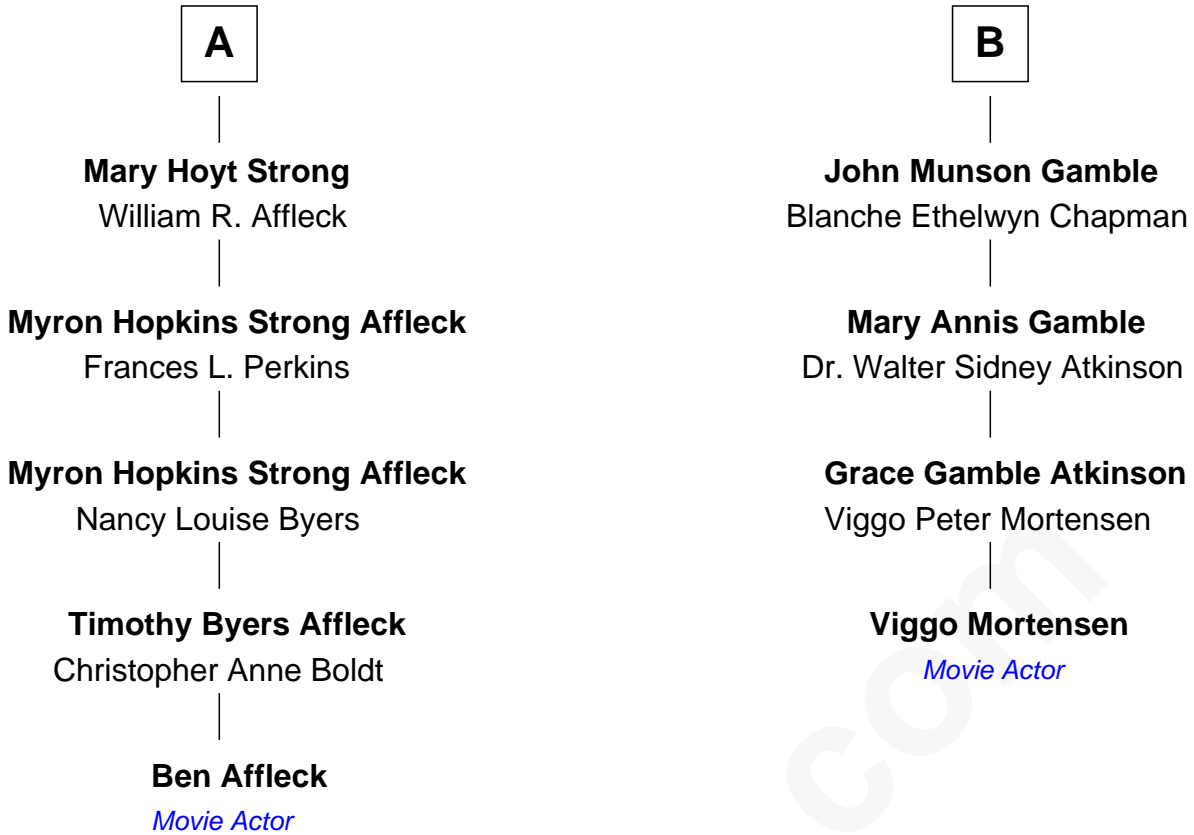 A
Mary Hoyt Strong
William R. Affleck
Myron Hopkins Strong Affleck
Frances L. Perkins
Myron Hopkins Strong Affleck
Nancy Louise Byers
Timothy Byers Affleck
Christopher Anne Boldt
Ben Affleck
Movie Actor
B
John Munson Gamble
Blanche Ethelwyn Chapman
Mary Annis Gamble
Dr. Walter Sidney Atkinson
Grace Gamble Atkinson
Viggo Peter Mortensen
Viggo Mortensen
Movie Actor
com